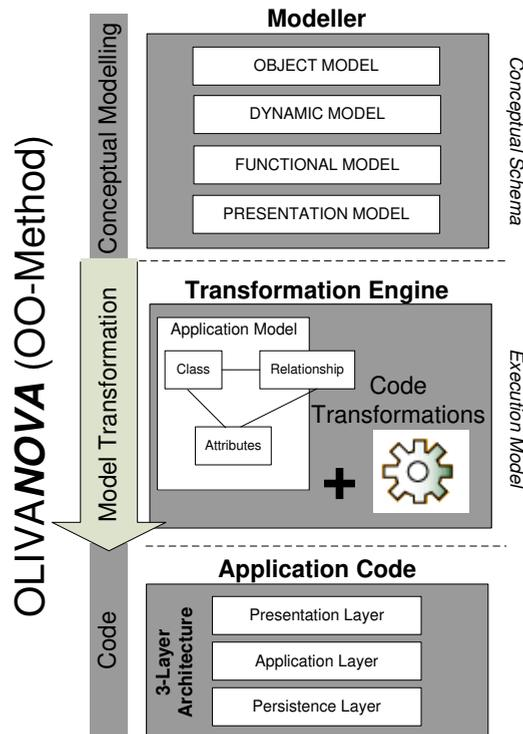 OLIVANOVA (OO-Method)
Conceptual Modelling
Modeller
OBJECT MODEL
DYNAMIC MODEL
FUNCTIONAL MODEL
PRESENTATION MODEL
Conceptual Schema
Model Transformation
Transformation Engine
Application Model
Class
Relationship
Attributes
Code
Transformations
+
Execution Model
Code
Application Code
3-Layer
Architecture
Presentation Layer
Application Layer
Persistence Layer